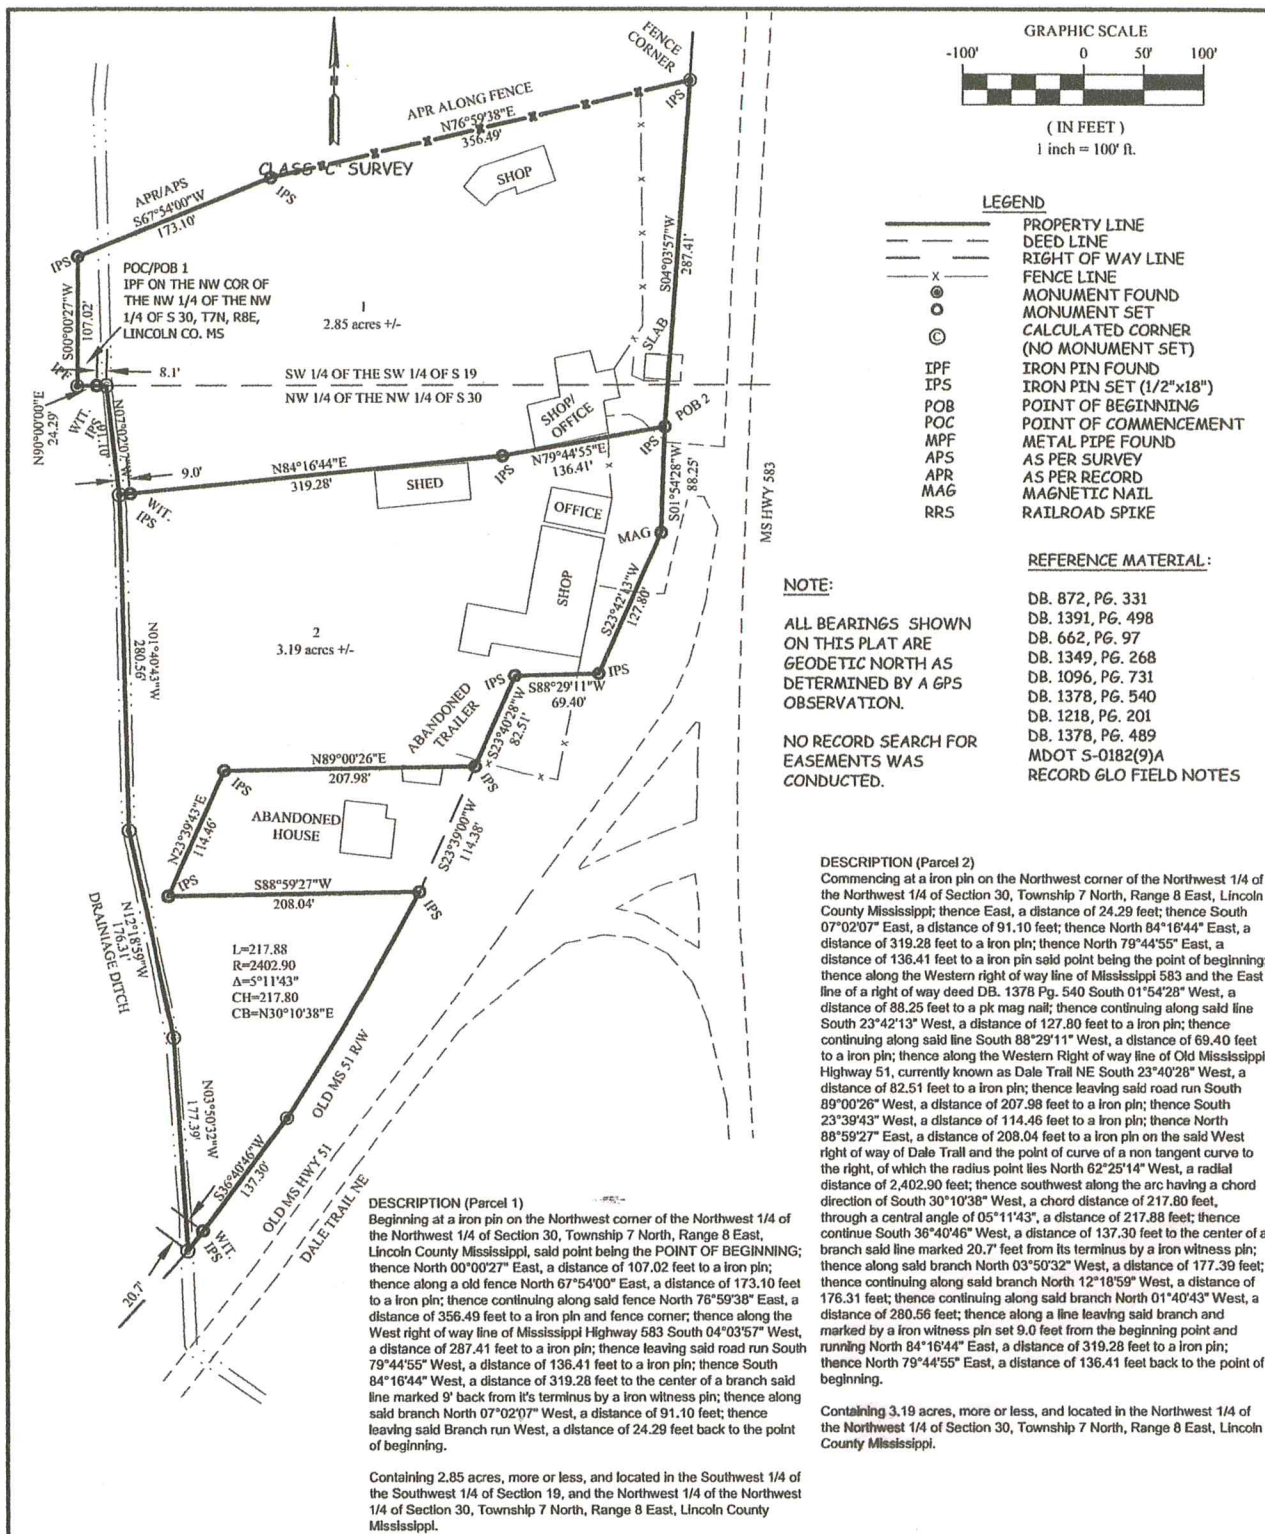 GRAPHIC SCALE
-100' 0 50' 100'
( IN FEET )
1 inch = 100' ft.
LEGEND
PROPERTY LINE
DEED LINE
RIGHT OF WAY LINE
x FENCE LINE
MONUMENT FOUND
MONUMENT SET
© CALCULATED CORNER
(NO MONUMENT SET)
IPF IRON PIN FOUND
IPS IRON PIN SET (1/2"x18")
POB POINT OF BEGINNING
POC POINT OF COMMENCEMENT
MPF METAL PIPE FOUND
APS AS PER SURVEY
APR AS PER RECORD
MAG MAGNETIC NAIL
RRS RAILROAD SPIKE
NOTE:
ALL BEARINGS SHOWN
ON THIS PLAT ARE
GEODETIC NORTH AS
DETERMINED BY A GPS
OBSERVATION.
NO RECORD SEARCH FOR
EASEMENTS WAS
CONDUCTED.
REFERENCE MATERIAL:
DB. 872, PG. 331
DB. 1391, PG. 498
DB. 662, PG. 97
DB. 1349, PG. 268
DB. 1096, PG. 731
DB. 1378, PG. 540
DB. 1218, PG. 201
DB. 1378, PG. 489
MDOT S-0182(9)A
RECORD GLO FIELD NOTES
N
FENCE
CORNER
IPS
APR ALONG FENCE
N76°59'38"E
356.49'
CLASS "C" SURVEY
SHOP
APR/APS
S67°54'00"W
173.10'
IPS
IPS
POC/POB 1
IPF ON THE NW COR OF
THE NW 1/4 OF THE NW
1/4 OF S 30, T7N, R8E,
LINCOLN CO. MS
S00°00'27"W
107.02'
IPF
8.1'
N90°00'00"E
24.29'
WIT.
IPS
N07°02'07"W
91.10'
1
2.85 acres +/-
S04°03'57"W
287.41'
SLAB
SW 1/4 OF THE SW 1/4 OF S 19
NW 1/4 OF THE NW 1/4 OF S 30
SHOP/
OFFICE
POB 2
IPS
9.0'
N84°16'44"E
319.28'
IPS
N79°44'55"E
136.41'
WIT.
IPS
SHED
OFFICE
S01°54'28"W
88.25'
MAG
MS HWY 583
SHOP
S23°42'13"W
127.80'
2
3.19 acres +/-
N01°40'43"W
280.56'
IPS
S88°29'11"W
69.40'
IPS
ABANDONED
TRAILER
S23°40'28"W
82.51'
N89°00'26"E
207.98'
IPS
IPS
ABANDONED
HOUSE
N23°39'43"E
114.46'
S23°39'00"W
114.38'
IPS
S88°59'27"W
208.04'
IPS
N12°18'59"W
176.31'
DRAINIAGE DITCH
L=217.88
R=2402.90
Δ=5°11'43"
CH=217.80
CB=N30°10'38"E
OLD MS 51 R/W
N03°50'32"W
177.39'
S36°40'46"W
137.30'
WIT.
IPS
20.7'
OLD MS HWY 51
DALE TRAIL NE
DESCRIPTION (Parcel 1)
Beginning at a iron pin on the Northwest corner of the Northwest 1/4 of
the Northwest 1/4 of Section 30, Township 7 North, Range 8 East,
Lincoln County Mississippi, said point being the POINT OF BEGINNING;
thence North 00°00'27" East, a distance of 107.02 feet to a iron pin;
thence along a old fence North 67°54'00" East, a distance of 173.10 feet
to a iron pin; thence continuing along said fence North 76°59'38" East, a
distance of 356.49 feet to a iron pin and fence corner; thence along the
West right of way line of Mississippi Highway 583 South 04°03'57" West,
a distance of 287.41 feet to a iron pin; thence leaving said road run South
79°44'55" West, a distance of 136.41 feet to a iron pin; thence South
84°16'44" West, a distance of 319.28 feet to the center of a branch said
line marked 9' back from it's terminus by a iron witness pin; thence along
said branch North 07°02'07" West, a distance of 91.10 feet; thence
leaving said Branch run West, a distance of 24.29 feet back to the point
of beginning.
Containing 2.85 acres, more or less, and located in the Southwest 1/4 of
the Southwest 1/4 of Section 19, and the Northwest 1/4 of the Northwest
1/4 of Section 30, Township 7 North, Range 8 East, Lincoln County
Mississippi.
DESCRIPTION (Parcel 2)
Commencing at a iron pin on the Northwest corner of the Northwest 1/4 of
the Northwest 1/4 of Section 30, Township 7 North, Range 8 East, Lincoln
County Mississippi; thence East, a distance of 24.29 feet; thence South
07°02'07" East, a distance of 91.10 feet; thence North 84°16'44" East, a
distance of 319.28 feet to a iron pin; thence North 79°44'55" East, a
distance of 136.41 feet to a iron pin said point being the point of beginning;
thence along the Western right of way line of Mississippi 583 and the East
line of a right of way deed DB. 1378 Pg. 540 South 01°54'28" West, a
distance of 88.25 feet to a pk mag nail; thence continuing along said line
South 23°42'13" West, a distance of 127.80 feet to a iron pin; thence
continuing along said line South 88°29'11" West, a distance of 69.40 feet
to a iron pin; thence along the Western Right of way line of Old Mississippi
Highway 51, currently known as Dale Trail NE South 23°40'28" West, a
distance of 82.51 feet to a iron pin; thence leaving said road run South
89°00'26" West, a distance of 207.98 feet to a iron pin; thence South
23°39'43" West, a distance of 114.46 feet to a iron pin; thence North
88°59'27" East, a distance of 208.04 feet to a iron pin on the said West
right of way of Dale Trail and the point of curve of a non tangent curve to
the right, of which the radius point lies North 62°25'14" West, a radial
distance of 2,402.90 feet; thence southwest along the arc having a chord
direction of South 30°10'38" West, a chord distance of 217.80 feet,
through a central angle of 05°11'43", a distance of 217.88 feet; thence
continue South 36°40'46" West, a distance of 137.30 feet to the center of a
branch said line marked 20.7' feet from its terminus by a iron witness pin;
thence along said branch North 03°50'32" West, a distance of 177.39 feet;
thence continuing along said branch North 12°18'59" West, a distance of
176.31 feet; thence continuing along said branch North 01°40'43" West, a
distance of 280.56 feet; thence along a line leaving said branch and
marked by a iron witness pin set 9.0 feet from the beginning point and
running North 84°16'44" East, a distance of 319.28 feet to a iron pin;
thence North 79°44'55" East, a distance of 136.41 feet back to the point of
beginning.
Containing 3.19 acres, more or less, and located in the Northwest 1/4 of
the Northwest 1/4 of Section 30, Township 7 North, Range 8 East, Lincoln
County Mississippi.